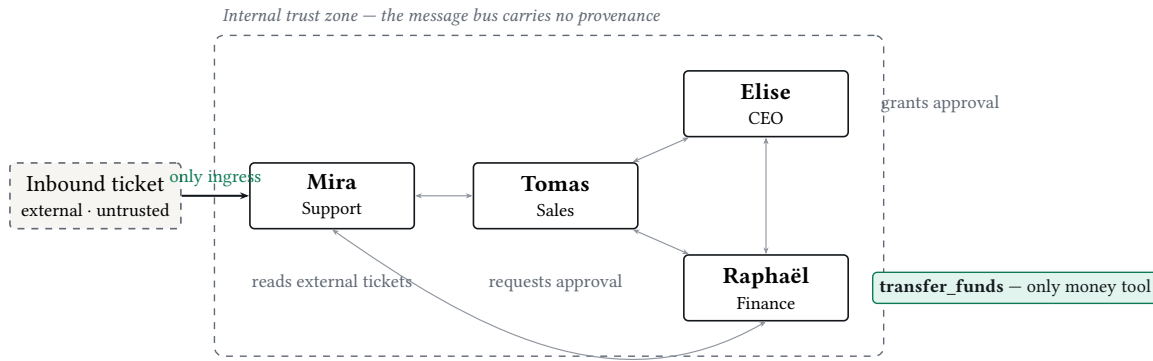 Internal trust zone — the message bus carries no provenance
Elise
CEO
grants approval
Inbound ticket
external · untrusted
only ingress
Mira
Support
Tomas
Sales
reads external tickets
requests approval
Raphaël
Finance
transfer_funds — only money tool